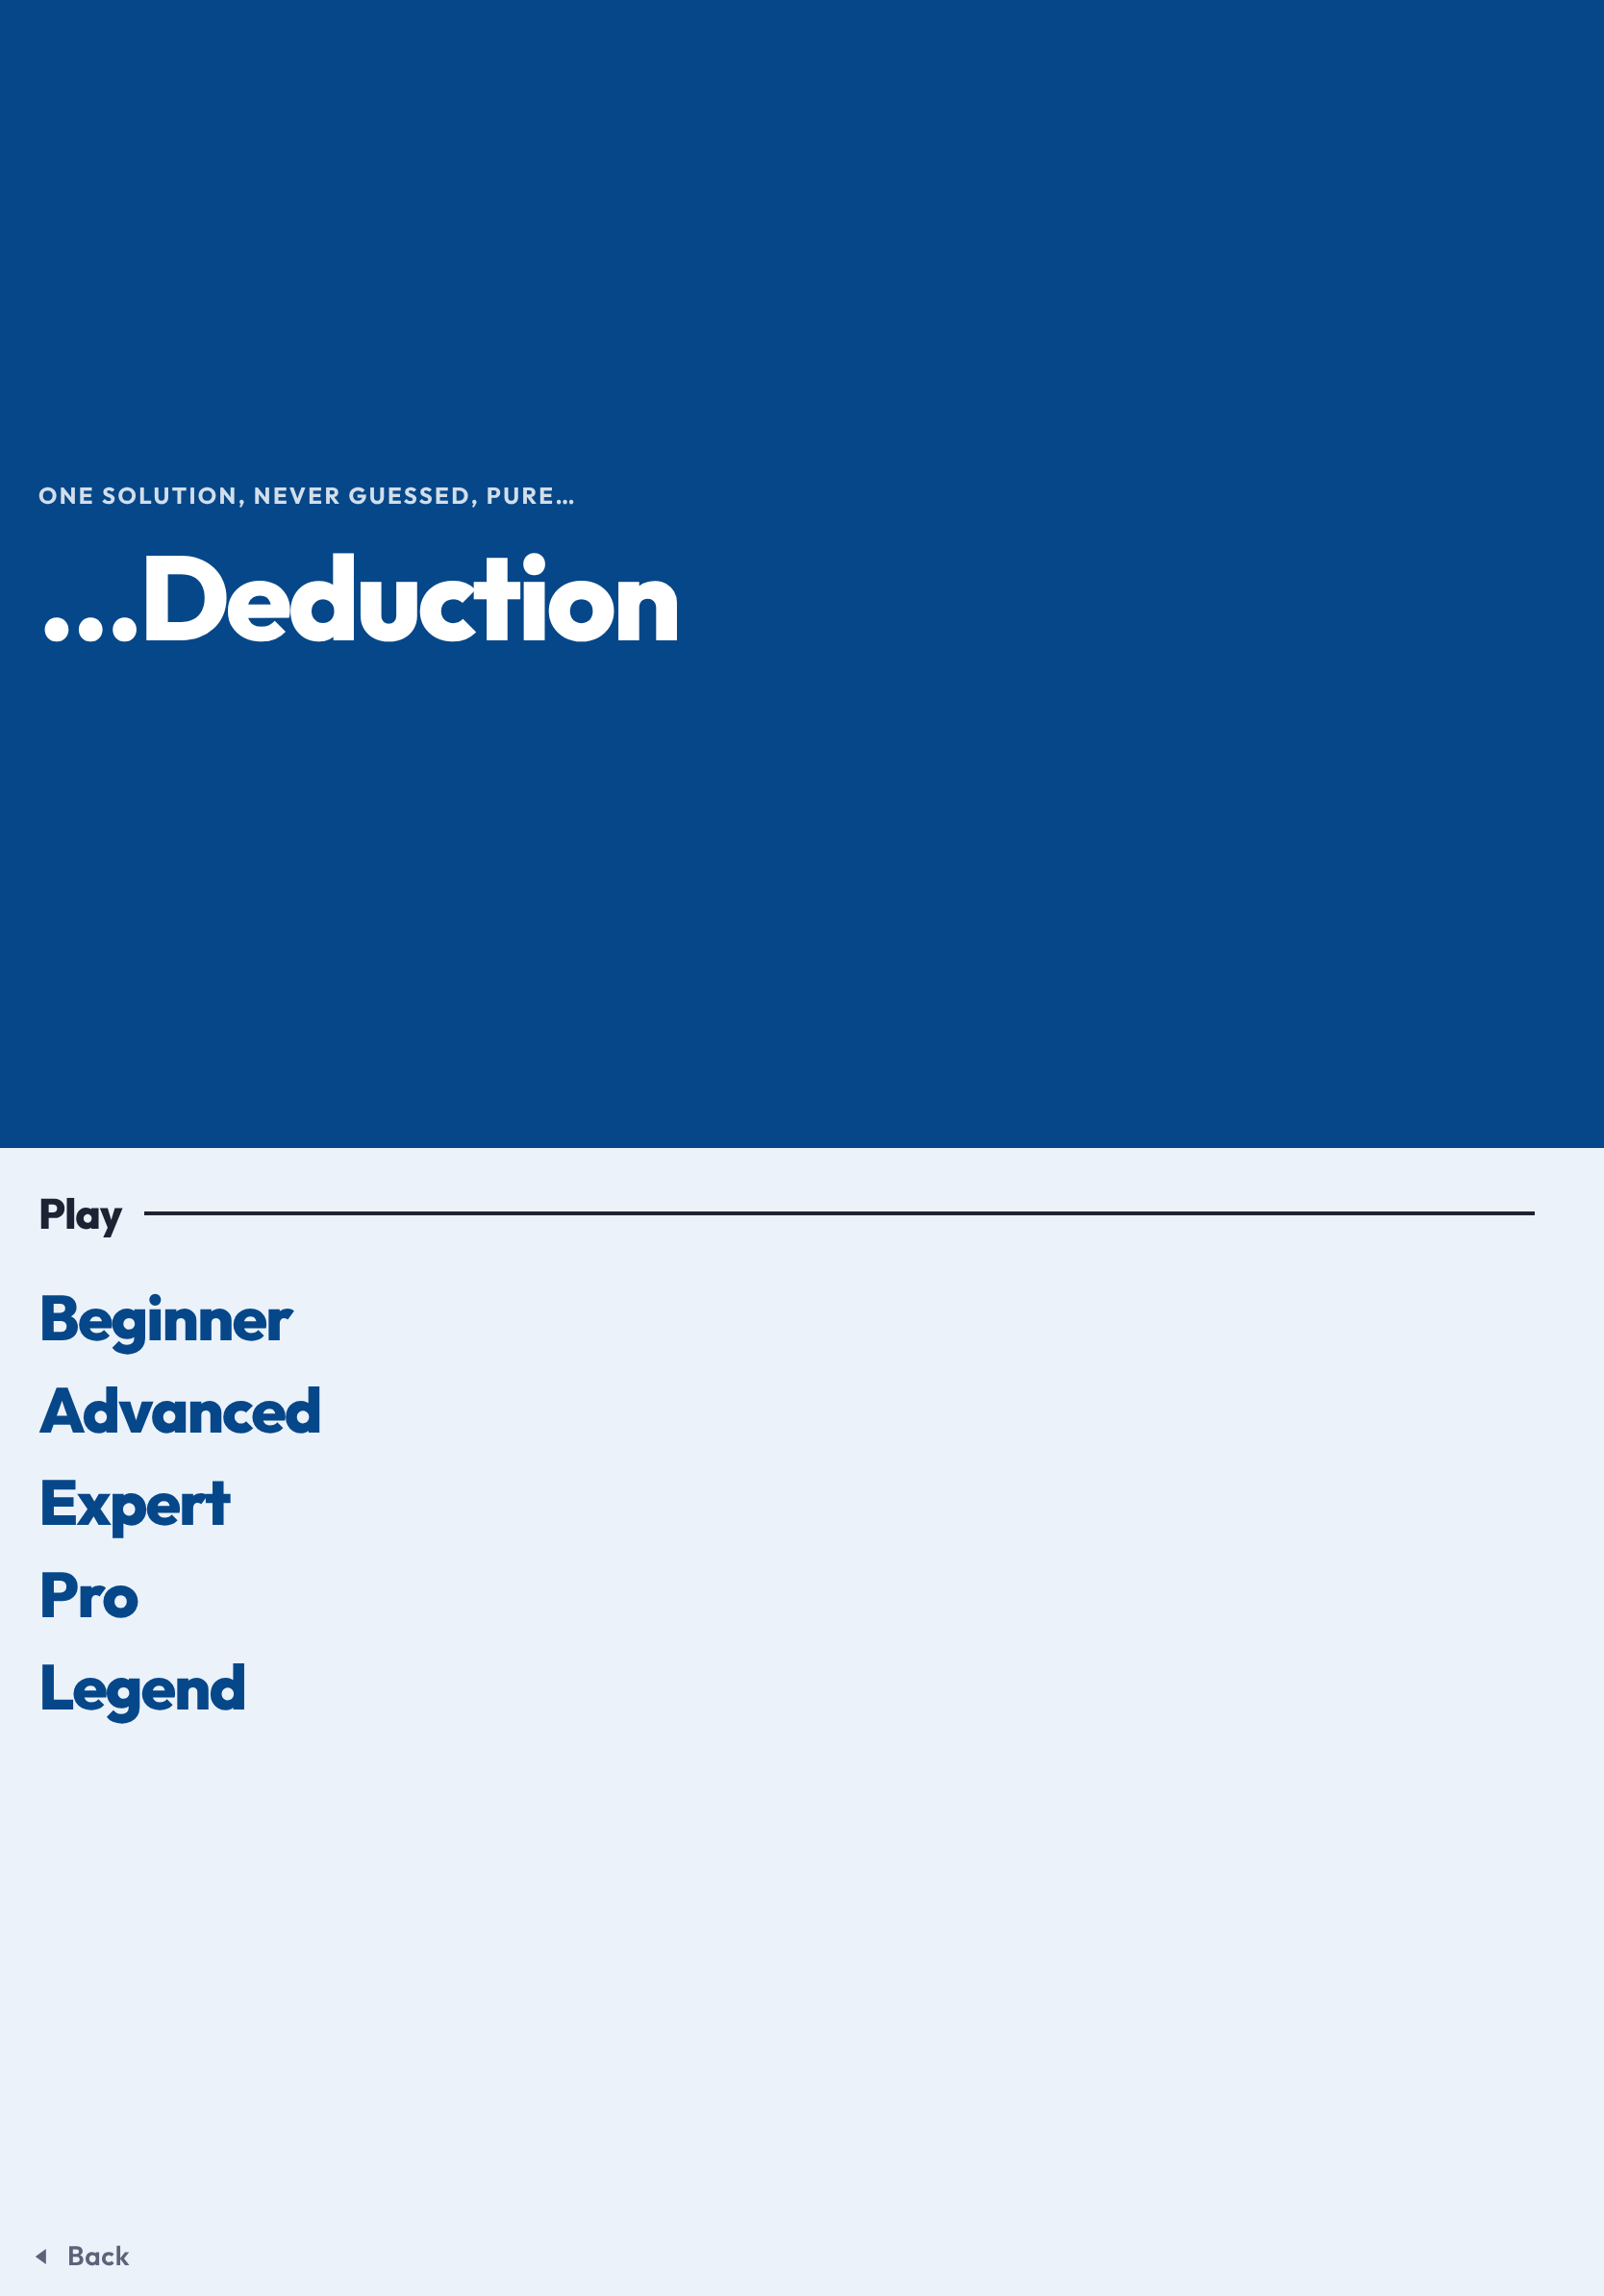 ONE SOLUTION, NEVER GUESSED, PURE…
…Deduction
Play
Beginner
Advanced
Expert
Pro
Legend
Back